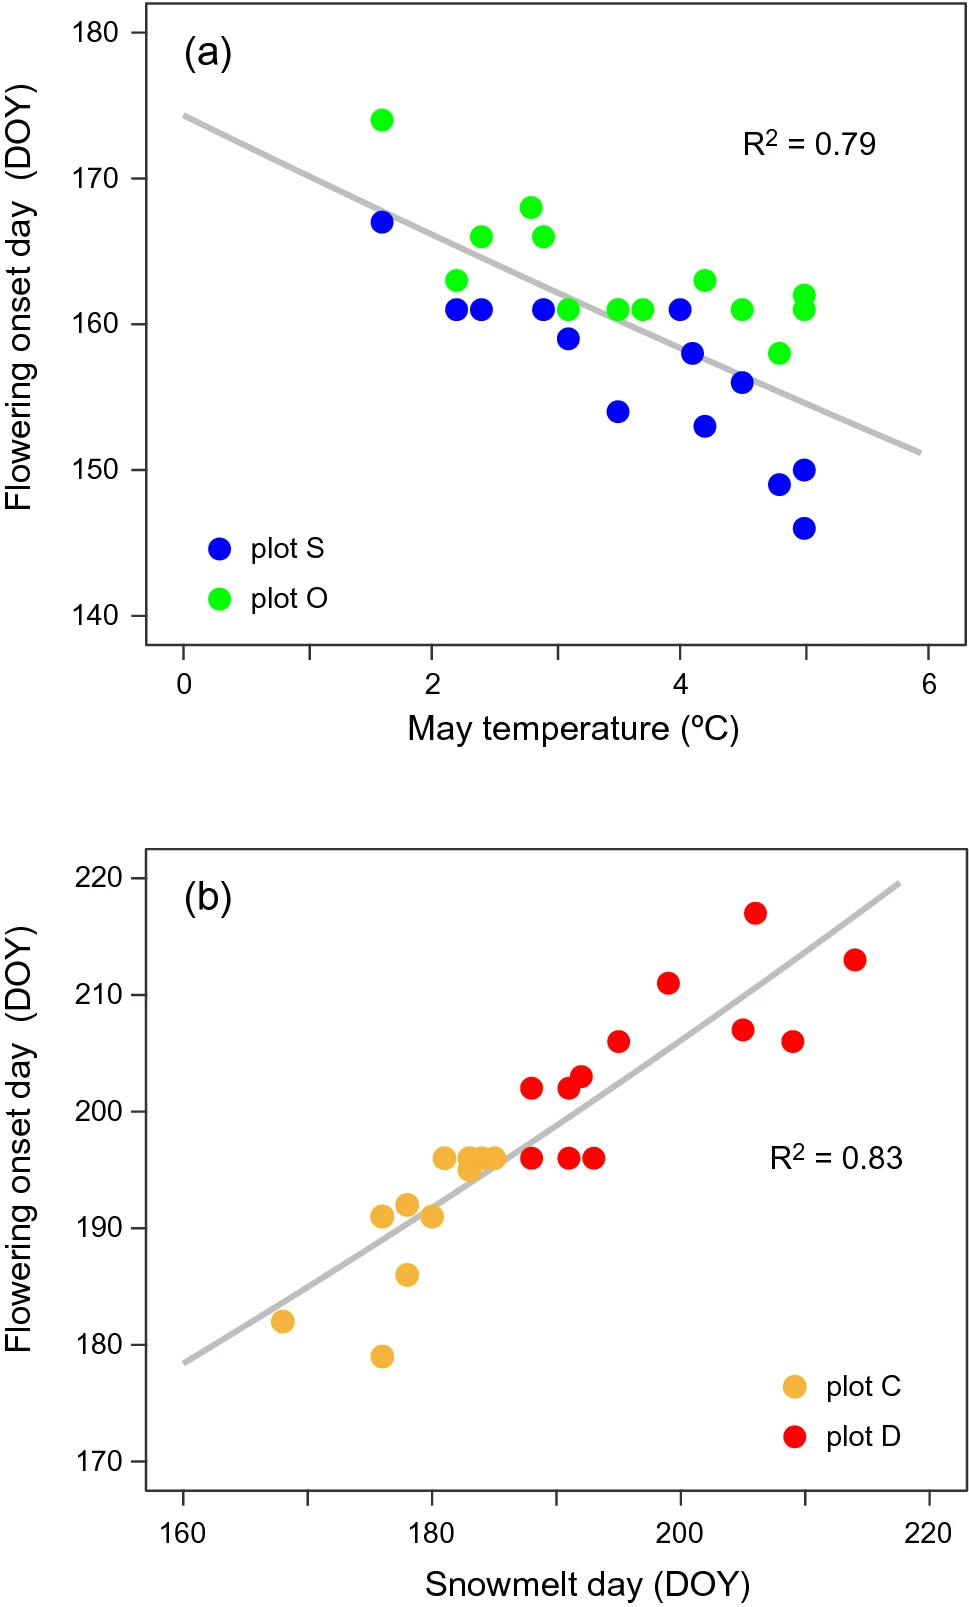 (a)
R² = 0.79
Flowering onset day (DOY)
180
170
160
150
140
plot S
plot O
0 2 4 6
May temperature (ºC)
(b)
R² = 0.83
Flowering onset day (DOY)
220
210
200
190
180
170
plot C
plot D
160 180 200 220
Snowmelt day (DOY)